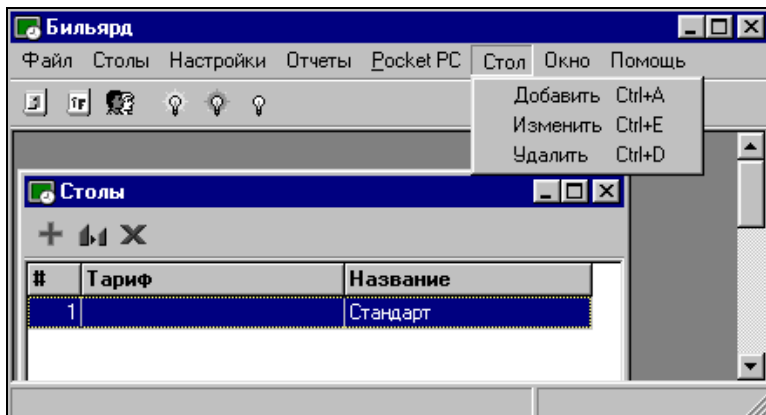 Бильярд
Файл Столы Настройки Отчеты Pocket PC Стол Окно Помощь
Добавить Ctrl+A
Изменить Ctrl+E
Удалить Ctrl+D
Столы
# Тариф Название
1 Стандарт